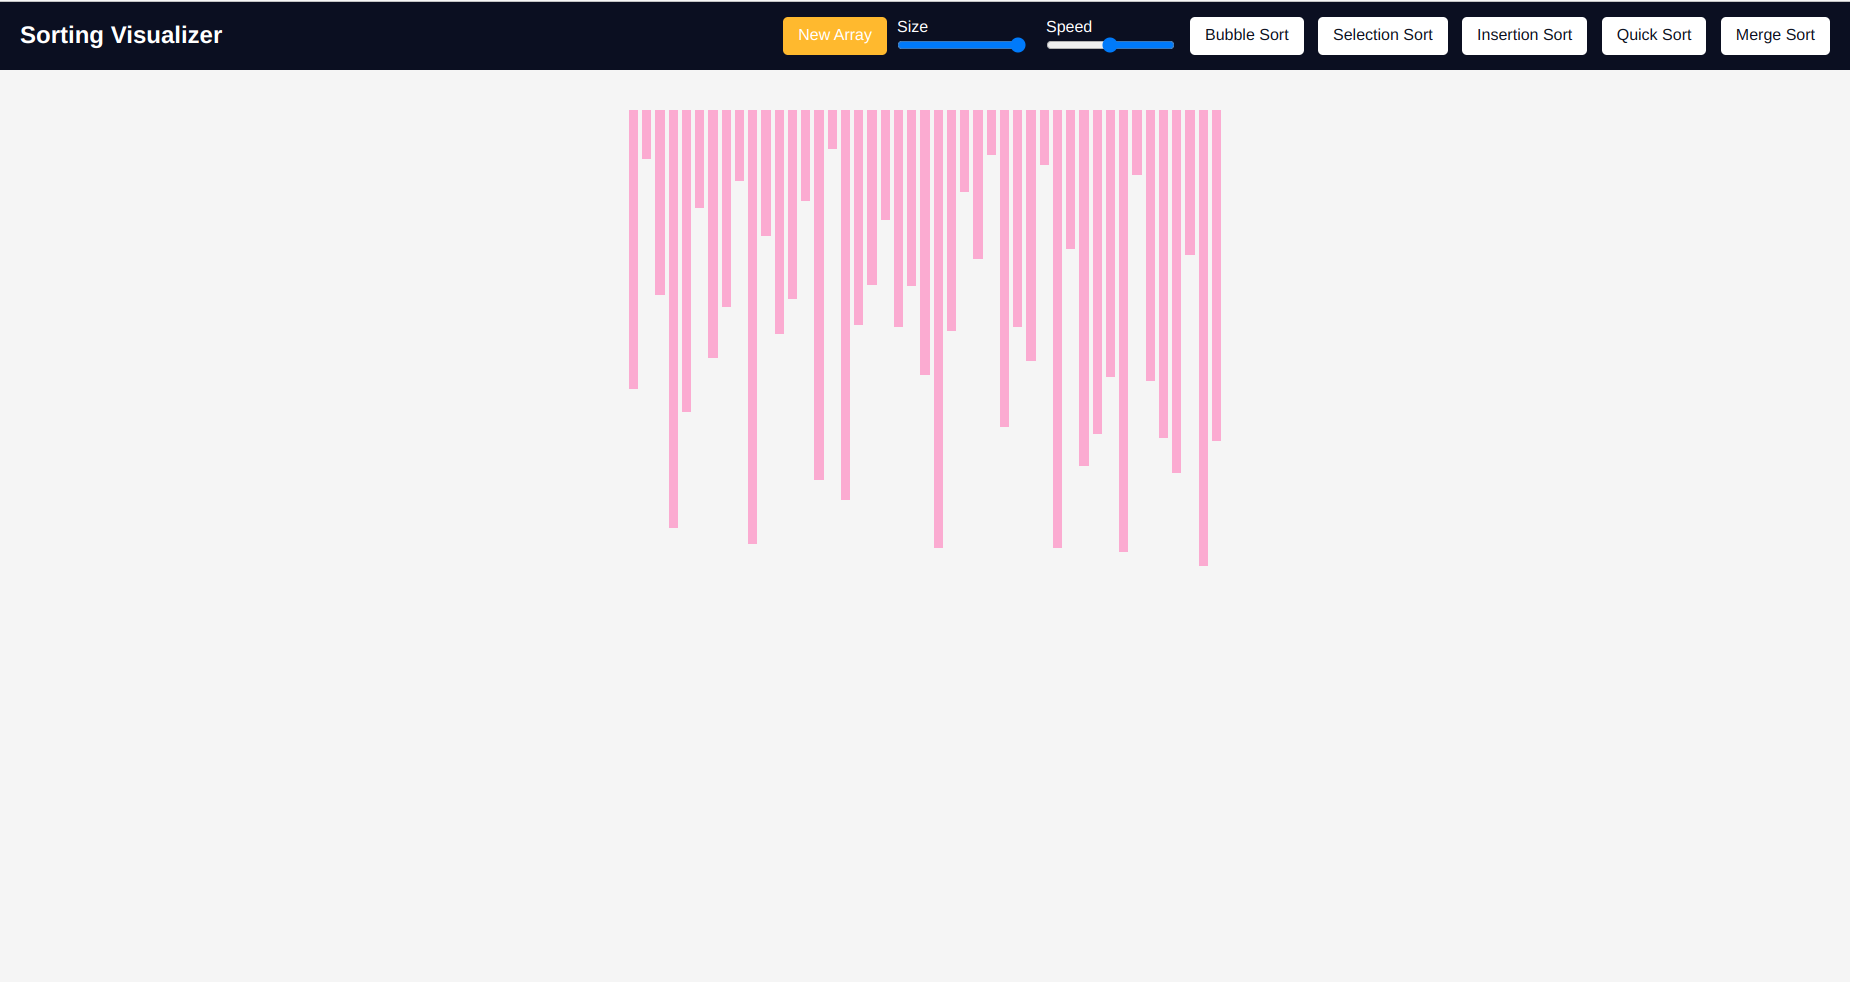 Sorting Visualizer
New Array
Size
Speed
Bubble Sort
Selection Sort
Insertion Sort
Quick Sort
Merge Sort